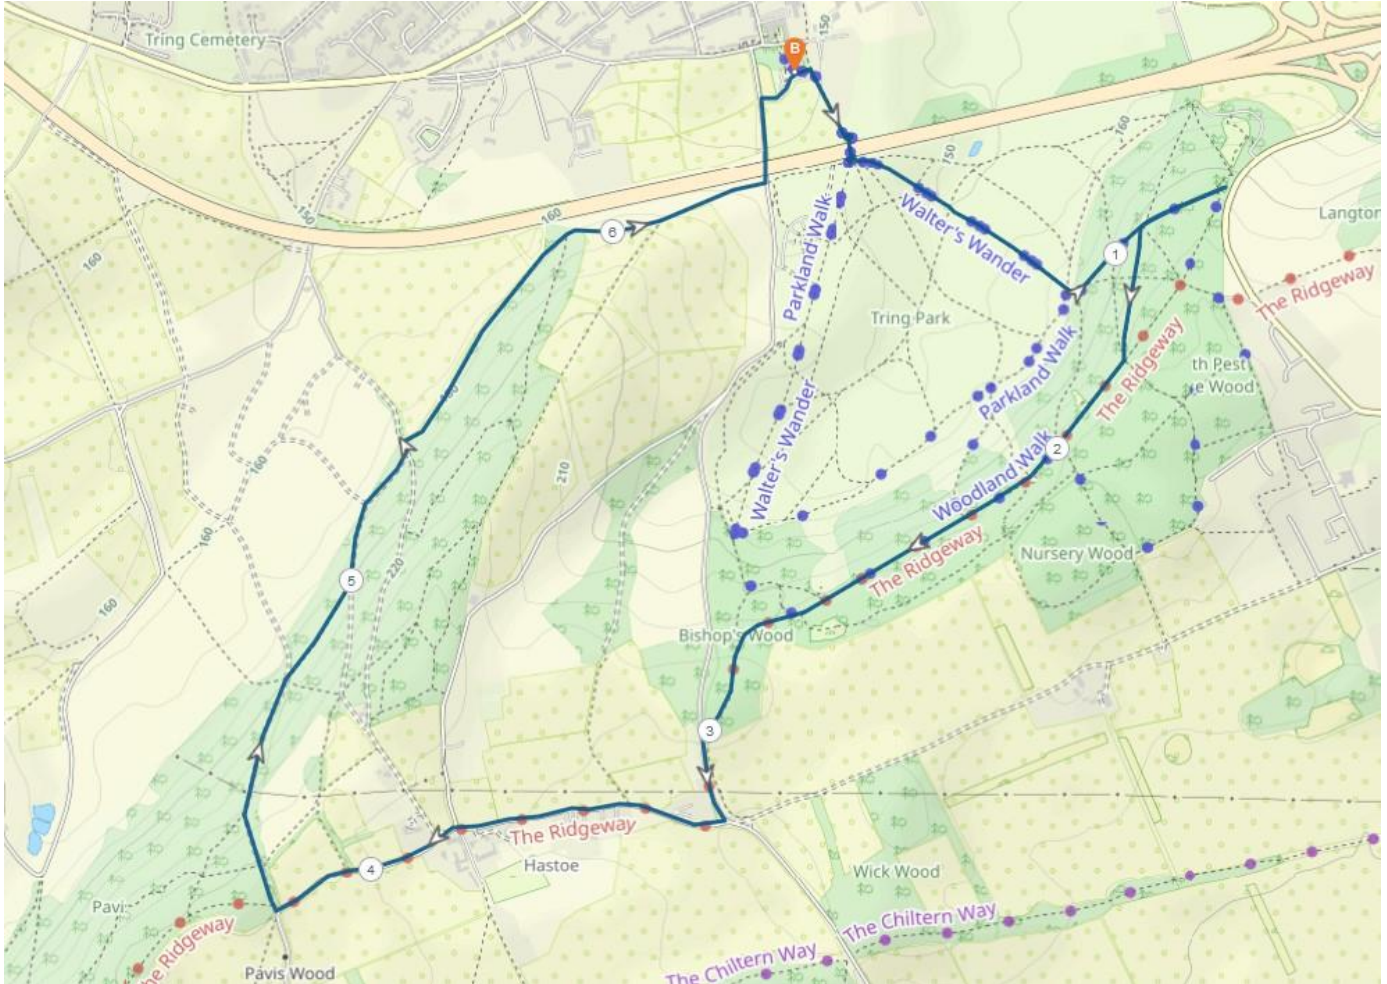 150
Tring Cemetery
B
160
150
150
160
160
6
Walter's Wander
Parkland Walk
1
Langton
The Ridgeway
Tring Park
Parkland Walk
The Ridgeway
th Pest
e Wood
Walter's Wander
2
210
160
160
Woodland Walk
The Ridgeway
Nursery Wood
220
5
160
Bishop's Wood
3
The Ridgeway
Hastoe
4
Wick Wood
Pavis
he Ridgeway
The Chiltern Way
The Chiltern Way
Pavis Wood